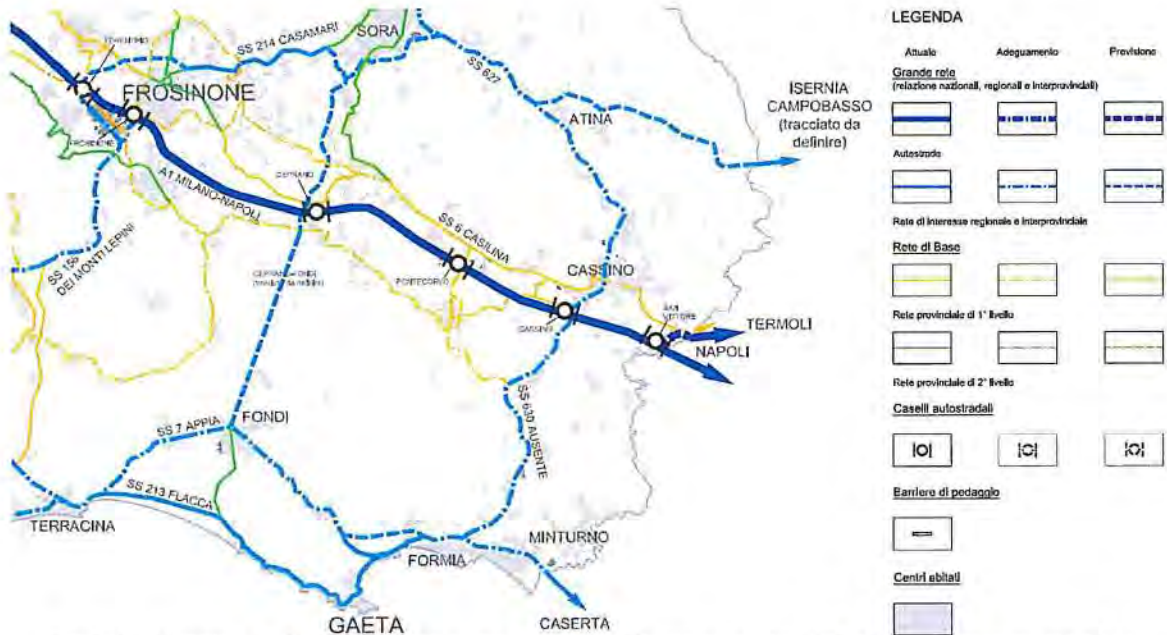 SORA
SS 214 CASAMARI
SS 627
FROSINONE
FROSINONE
ISERNIA
CAMPOBASSO
(tracciato da
definire)
ATINA
A1 MILANO-NAPOLI
CEPRANO
SS 156
DEI MONTI LEPINI
SS 6 CASILINA
PONTECORVO
CASSINO
CASSINO
SAN
VITTORE
TERMOLI
NAPOLI
SS 630 AUSENTE
SS 7 APPIA
FONDI
SS 213 FLACCA
TERRACINA
FORMIA
MINTURNO
GAETA
CASERTA
LEGENDA
Attuale Adeguamento Previsione
Grande rete
(relazione nazionali, regionali e interprovinciali)
Autostrade
Rete di interesse regionale e interprovinciale
Rete di Base
Rete provinciale di 1° livello
Rete provinciale di 2° livello
Caselli autostradali
Barriere di pedaggio
Centri abitati